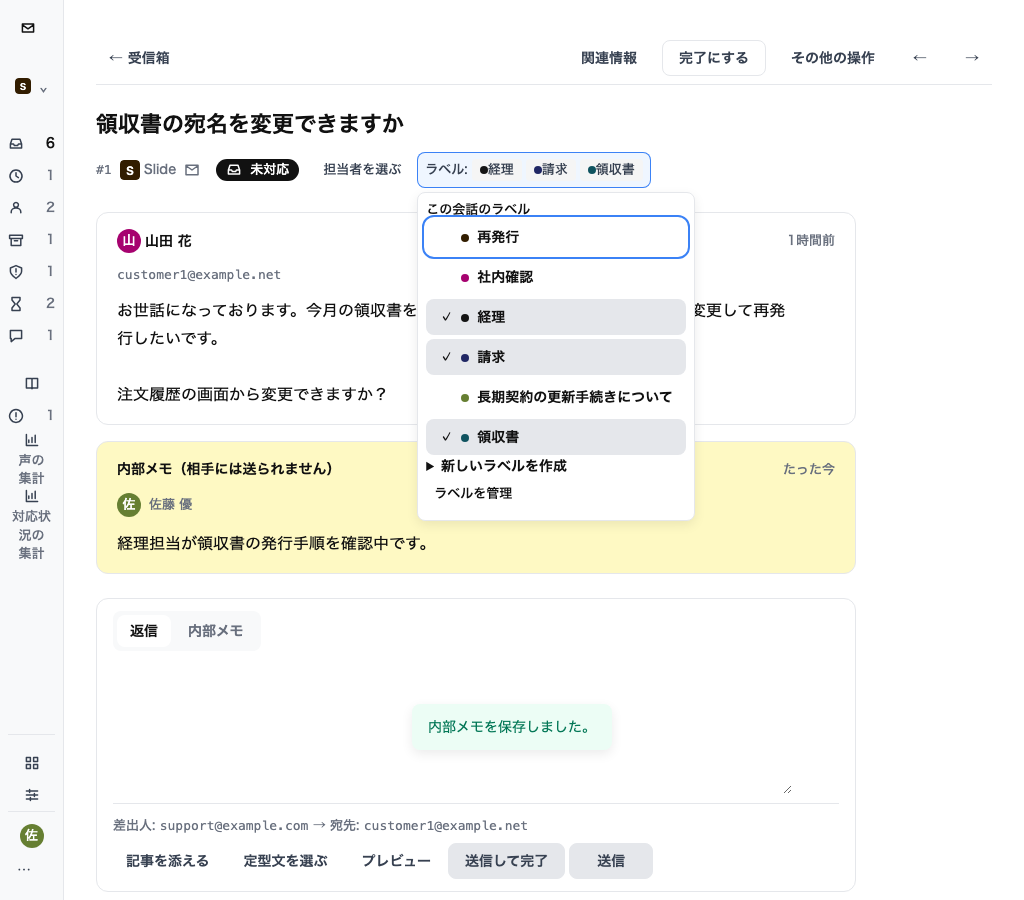 ← 受信箱
関連情報
完了にする
その他の操作
←
→
S
領収書の宛名を変更できますか
#1 S Slide 未対応 担当者を選ぶ ラベル: 経理 請求 領収書
6
1
2
1
1
2
1
1
声の
集計
対応状
況の
集計
佐
...
この会話のラベル
再発行
社内確認
✓ 経理
✓ 請求
長期契約の更新手続きについて
✓ 領収書
▶ 新しいラベルを作成
ラベルを管理
山 山田 花
1時間前
customer1@example.net
お世話になっております。今月の領収書を
変更して再発
行したいです。
注文履歴の画面から変更できますか？
内部メモ（相手には送られません）
たった今
佐 佐藤 優
経理担当が領収書の発行手順を確認中です。
返信 内部メモ
内部メモを保存しました。
差出人: support@example.com → 宛先: customer1@example.net
記事を添える 定型文を選ぶ プレビュー 送信して完了 送信